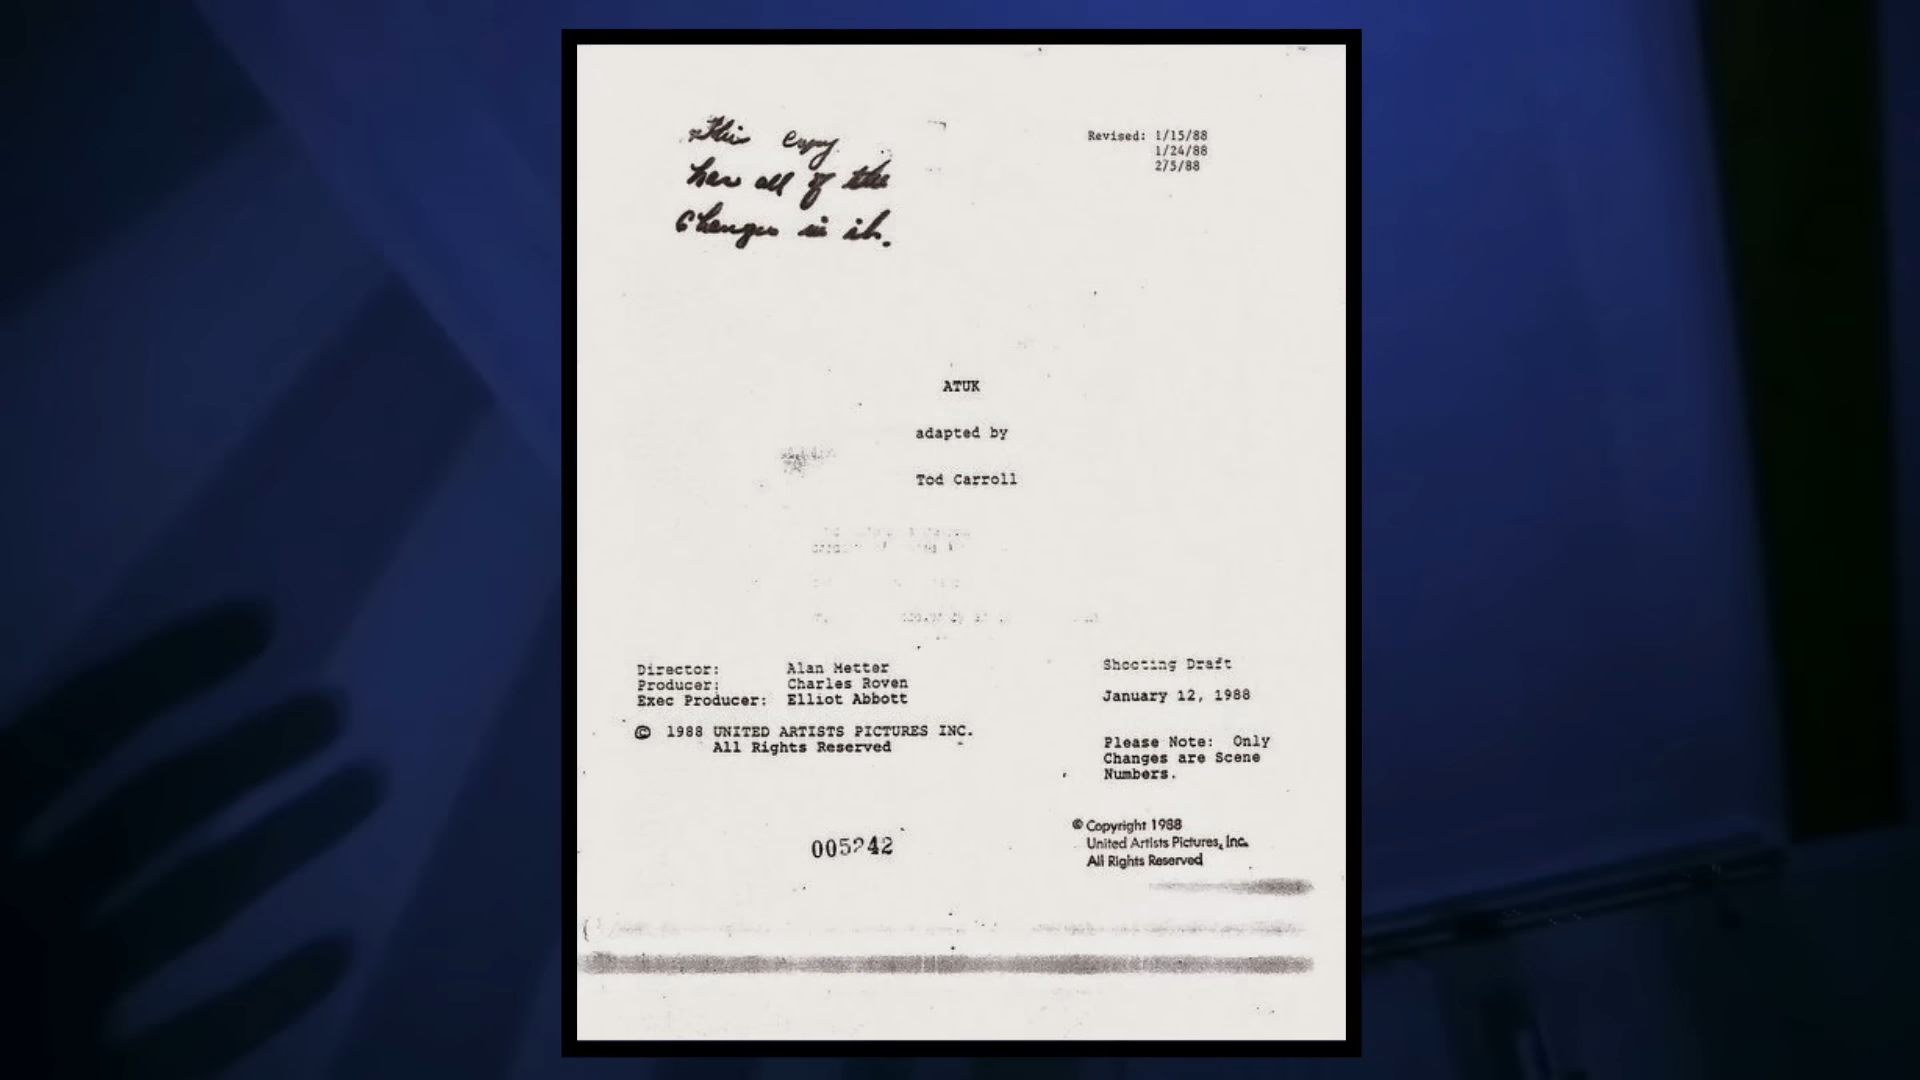 This copy
has all of the
Changes in it.
Revised: 1/15/88
1/24/88
2/5/88
ATUK
adapted by
Tod Carroll
Director: Alan Metter
Producer: Charles Roven
Exec Producer: Elliot Abbott
© 1988 UNITED ARTISTS PICTURES INC.
All Rights Reserved
Shooting Draft
January 12, 1988
Please Note: Only
Changes are Scene
Numbers.
005242
© Copyright 1988
United Artists Pictures, Inc.
All Rights Reserved